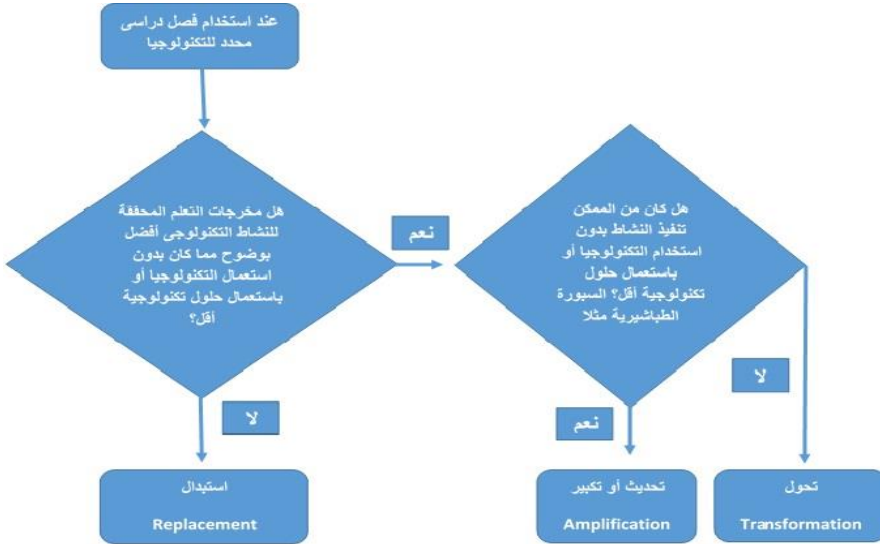 عند استخدام فصل دراسى
محدد للتكنولوجيا
هل مخرجات التعلم المحققة
للنشاط التكنولوجى أفضل
بوضوح مما كان بدون
استعمال التكنولوجيا أو
باستعمال حلول تكنولوجية
أقل؟
نعم
هل كان من الممكن
تنفيذ النشاط بدون
استخدام التكنولوجيا أو
باستعمال حلول
تكنولوجية أقل؟ السبورة
الطباشيرية مثلا
لا
لا
نعم
استبدال
Replacement
تحديث أو تكبير
Amplification
تحول
Transformation